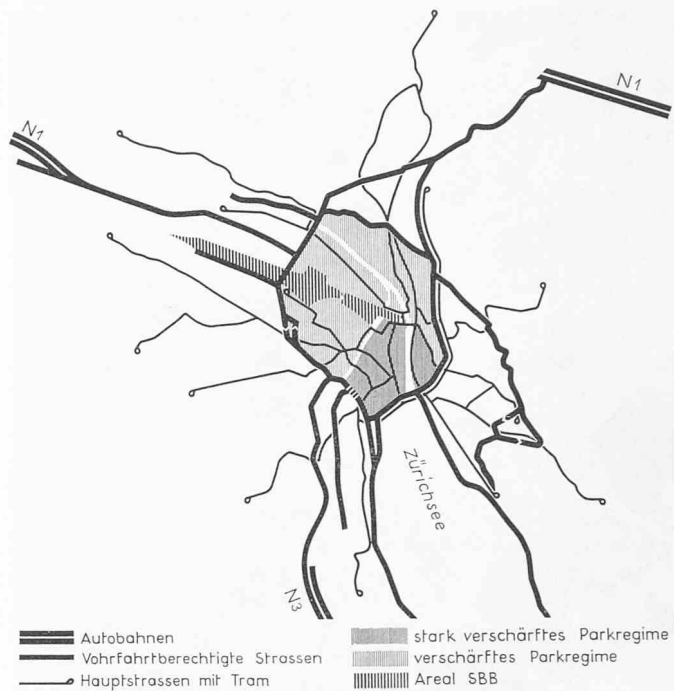 N1
N1
Zürichsee
N3
Autobahnen
Vohrfahrtberechtigte Strassen
Hauptstrassen mit Tram
stark verschärftes Parkregime
verschärftes Parkregime
Areal SBB